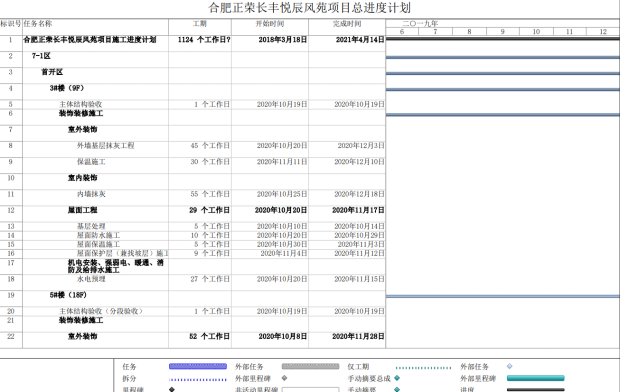 合肥正荣长丰悦辰风苑项目总进度计划
标识号 任务名称 工期 开始时间 完成时间 二〇一九年
6 7 8 9 10 11 12
1 合肥正荣长丰悦辰风苑项目施工进度计划 1124 个工作日? 2018年3月18日 2021年4月14日
2 7-1区
3 首开区
4 3#楼（9F）
5 主体结构验收 1 个工作日 2020年10月19日 2020年10月19日
6 装饰装修施工
7 室外装饰
8 外墙基层抹灰工程 45 个工作日 2020年10月20日 2020年12月3日
9 保温施工 30 个工作日 2020年11月11日 2020年12月10日
10 室内装饰
11 内墙抹灰 55 个工作日 2020年10月25日 2020年12月18日
12 屋面工程 29 个工作日 2020年10月20日 2020年11月17日
13 基层处理 5 个工作日 2020年10月10日 2020年10月14日
14 屋面防水施工 10 个工作日 2020年10月20日 2020年10月29日
15 屋面保温施工 5 个工作日 2020年10月30日 2020年11月3日
16 屋面保护层（兼找坡层）施工 9 个工作日 2020年11月4日 2020年11月12日
17 机电安装、强弱电、暖通、消
防及给排水施工
18 水电预埋 27 个工作日 2020年10月20日 2020年11月15日
19 5#楼（18F）
20 主体结构验收（分段验收） 1 个工作日 2020年10月19日 2020年10月19日
21 装饰装修施工
22 室外装饰 52 个工作日 2020年10月8日 2020年11月28日
任务 外部任务 仅工期 外部任务
拆分 外部里程碑 手动摘要总成 外部里程碑
里程碑 非活动里程碑 手动摘要 进度